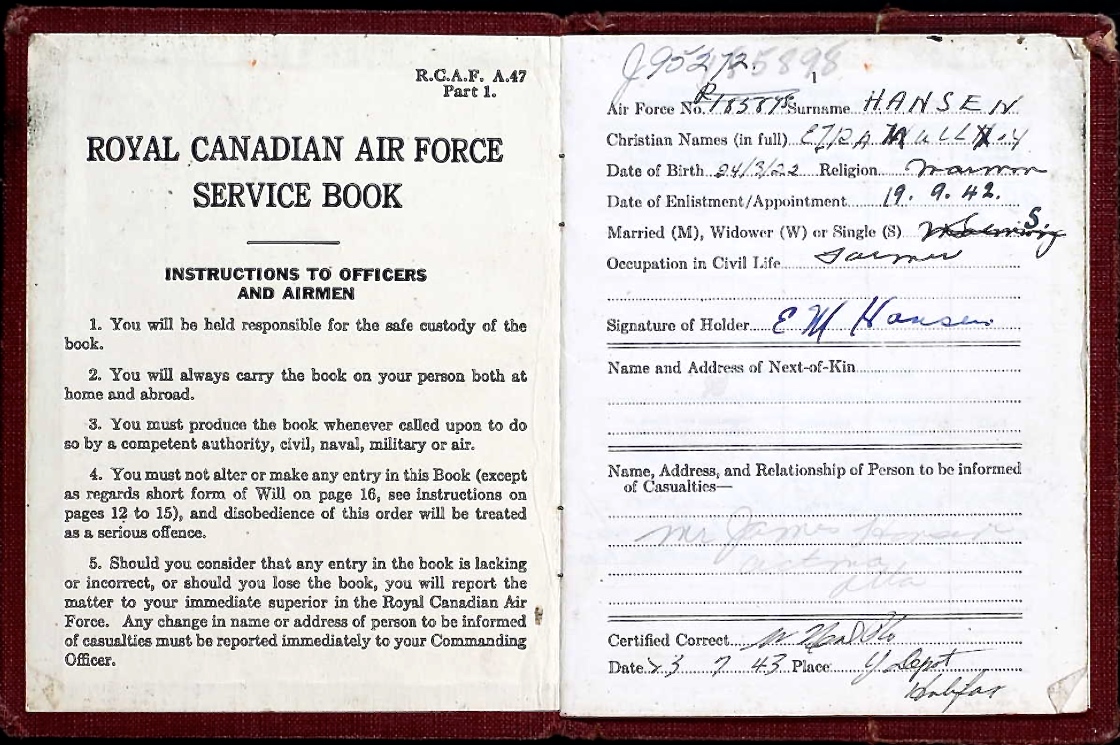 R.C.A.F. A.47
Part 1.
ROYAL CANADIAN AIR FORCE
SERVICE BOOK
INSTRUCTIONS TO OFFICERS
AND AIRMEN
1. You will be held responsible for the safe custody of the
book.
2. You will always carry the book on your person both at
home and abroad.
3. You must produce the book whenever called upon to do
so by a competent authority, civil, naval, military or air.
4. You must not alter or make any entry in this Book (except
as regards short form of Will on page 16, see instructions on
pages 12 to 15), and disobedience of this order will be treated
as a serious offence.
5. Should you consider that any entry in the book is lacking
or incorrect, or should you lose the book, you will report the
matter to your immediate superior in the Royal Canadian Air
Force. Any change in name or address of person to be informed
of casualties must be reported immediately to your Commanding
Officer.
J95272
1
Air Force No. Surname HANSEN
Christian Names (in full)
Date of Birth 24/3/22 Religion Mormon
Date of Enlistment/Appointment 19. 9. 42.
Married (M), Widower (W) or Single (S) S
Occupation in Civil Life Farmer
Signature of Holder E M Hansen
Name and Address of Next-of-Kin
Name, Address, and Relationship of Person to be informed
of Casualties—
Mr James Hansen
Certified Correct
Date 23 7 43 Place Y Depot
Halifax